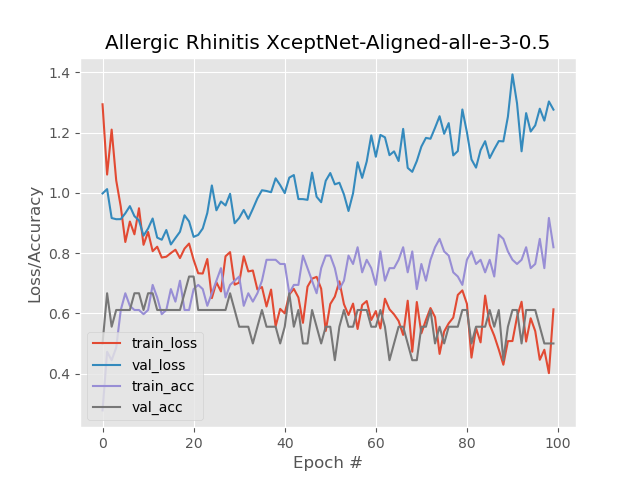 Allergic Rhinitis XceptNet-Aligned-all-e-3-0.5
Loss/Accuracy
1.4
1.2
1.0
0.8
0.6
0.4
train_loss
val_loss
train_acc
val_acc
0
20
40
60
80
100
Epoch #